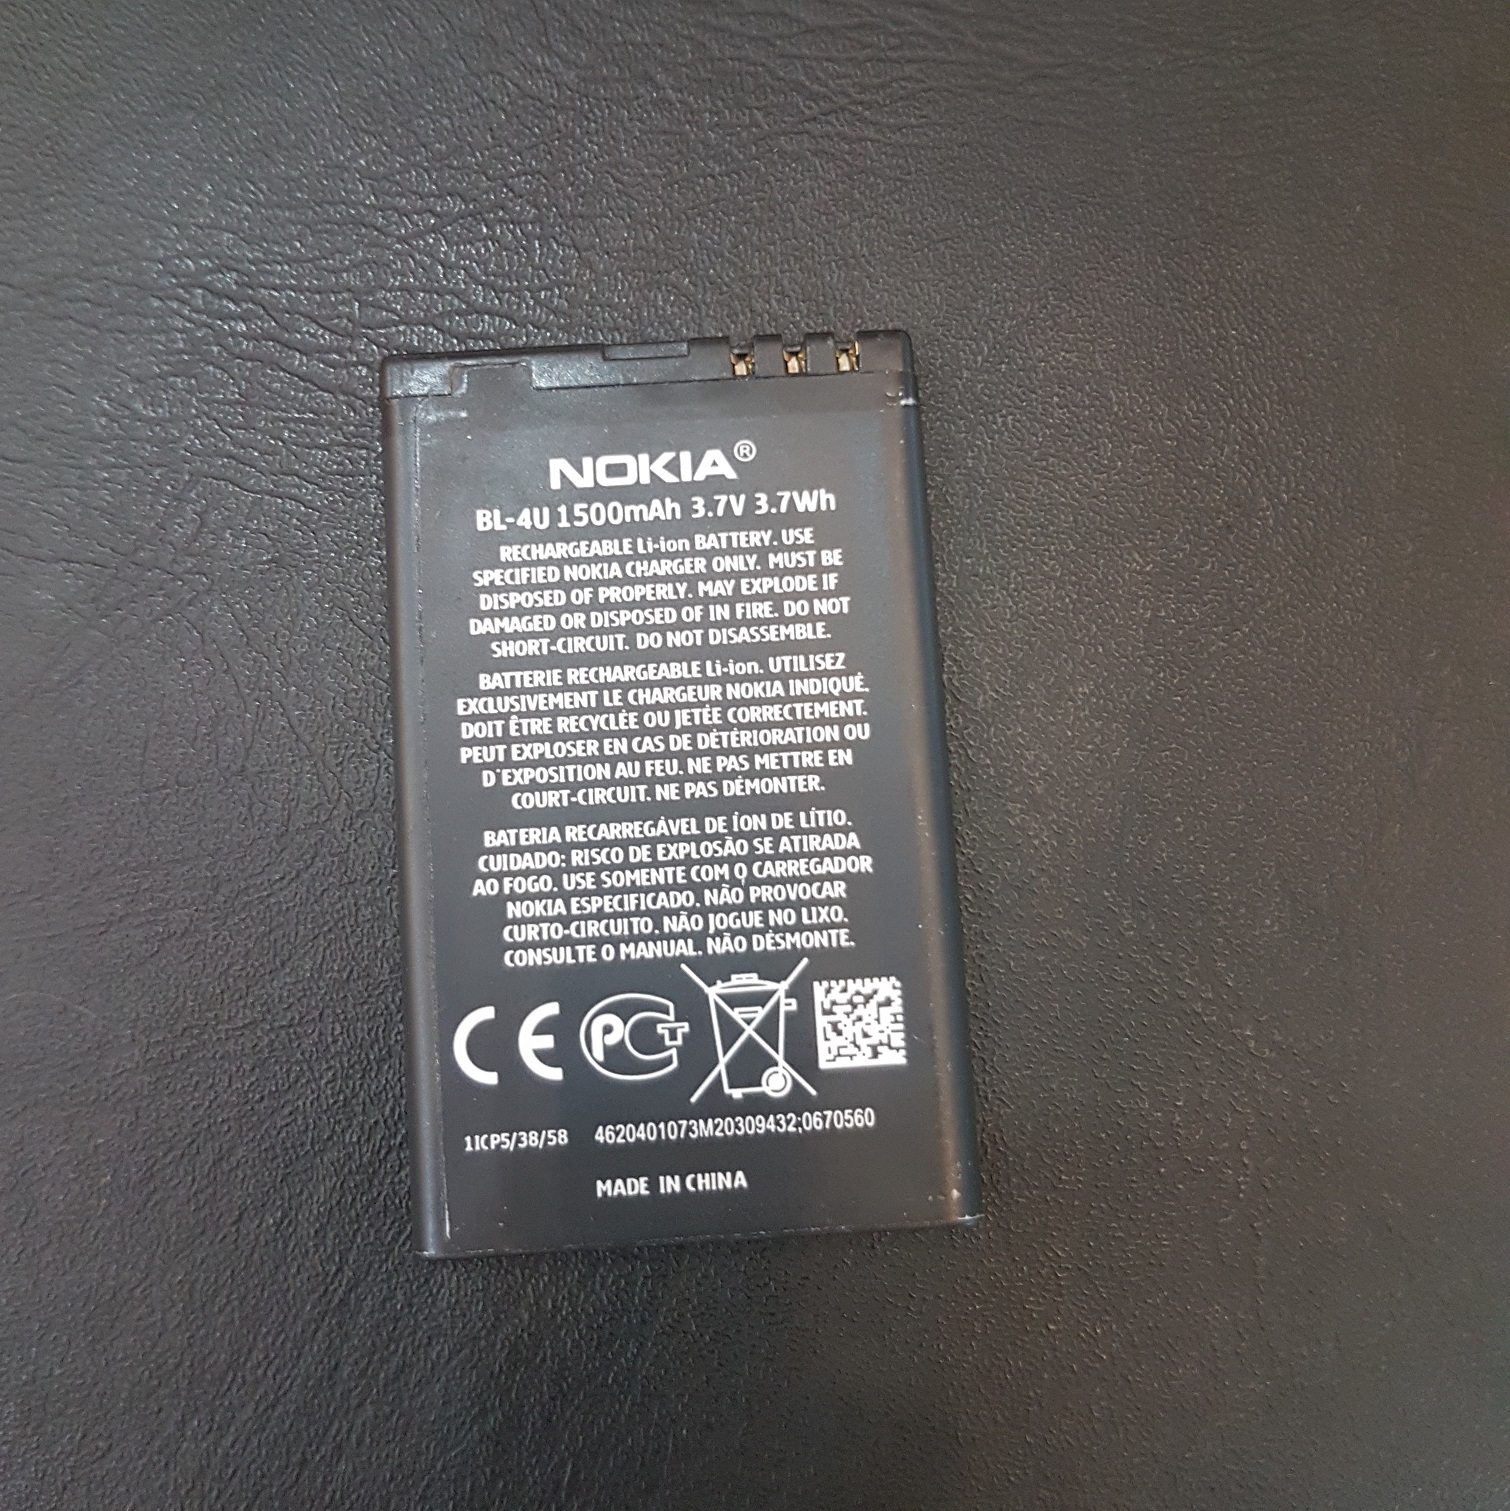 NOKIA®
BL-4U 1500mAh 3.7V 3.7Wh
RECHARGEABLE Li-ion BATTERY. USE
SPECIFIED NOKIA CHARGER ONLY. MUST BE
DISPOSED OF PROPERLY. MAY EXPLODE IF
DAMAGED OR DISPOSED OF IN FIRE. DO NOT
SHORT-CIRCUIT. DO NOT DISASSEMBLE.
BATTERIE RECHARGEABLE Li-ion. UTILISEZ
EXCLUSIVEMENT LE CHARGEUR NOKIA INDIQUÉ.
DOIT ÊTRE RECYCLÉE OU JETÉE CORRECTEMENT.
PEUT EXPLOSER EN CAS DE DÉTÉRIORATION OU
D'EXPOSITION AU FEU. NE PAS METTRE EN
COURT-CIRCUIT. NE PAS DÉMONTER.
BATERIA RECARREGÁVEL DE ÍON DE LÍTIO.
CUIDADO: RISCO DE EXPLOSÃO SE ATIRADA
AO FOGO. USE SOMENTE COM O CARREGADOR
NOKIA ESPECIFICADO. NÃO PROVOCAR
CURTO-CIRCUITO. NÃO JOGUE NO LIXO.
CONSULTE O MANUAL. NÃO DESMONTE.
CE PCT
1ICP5/38/58 4620401073M20309432;0670560
MADE IN CHINA